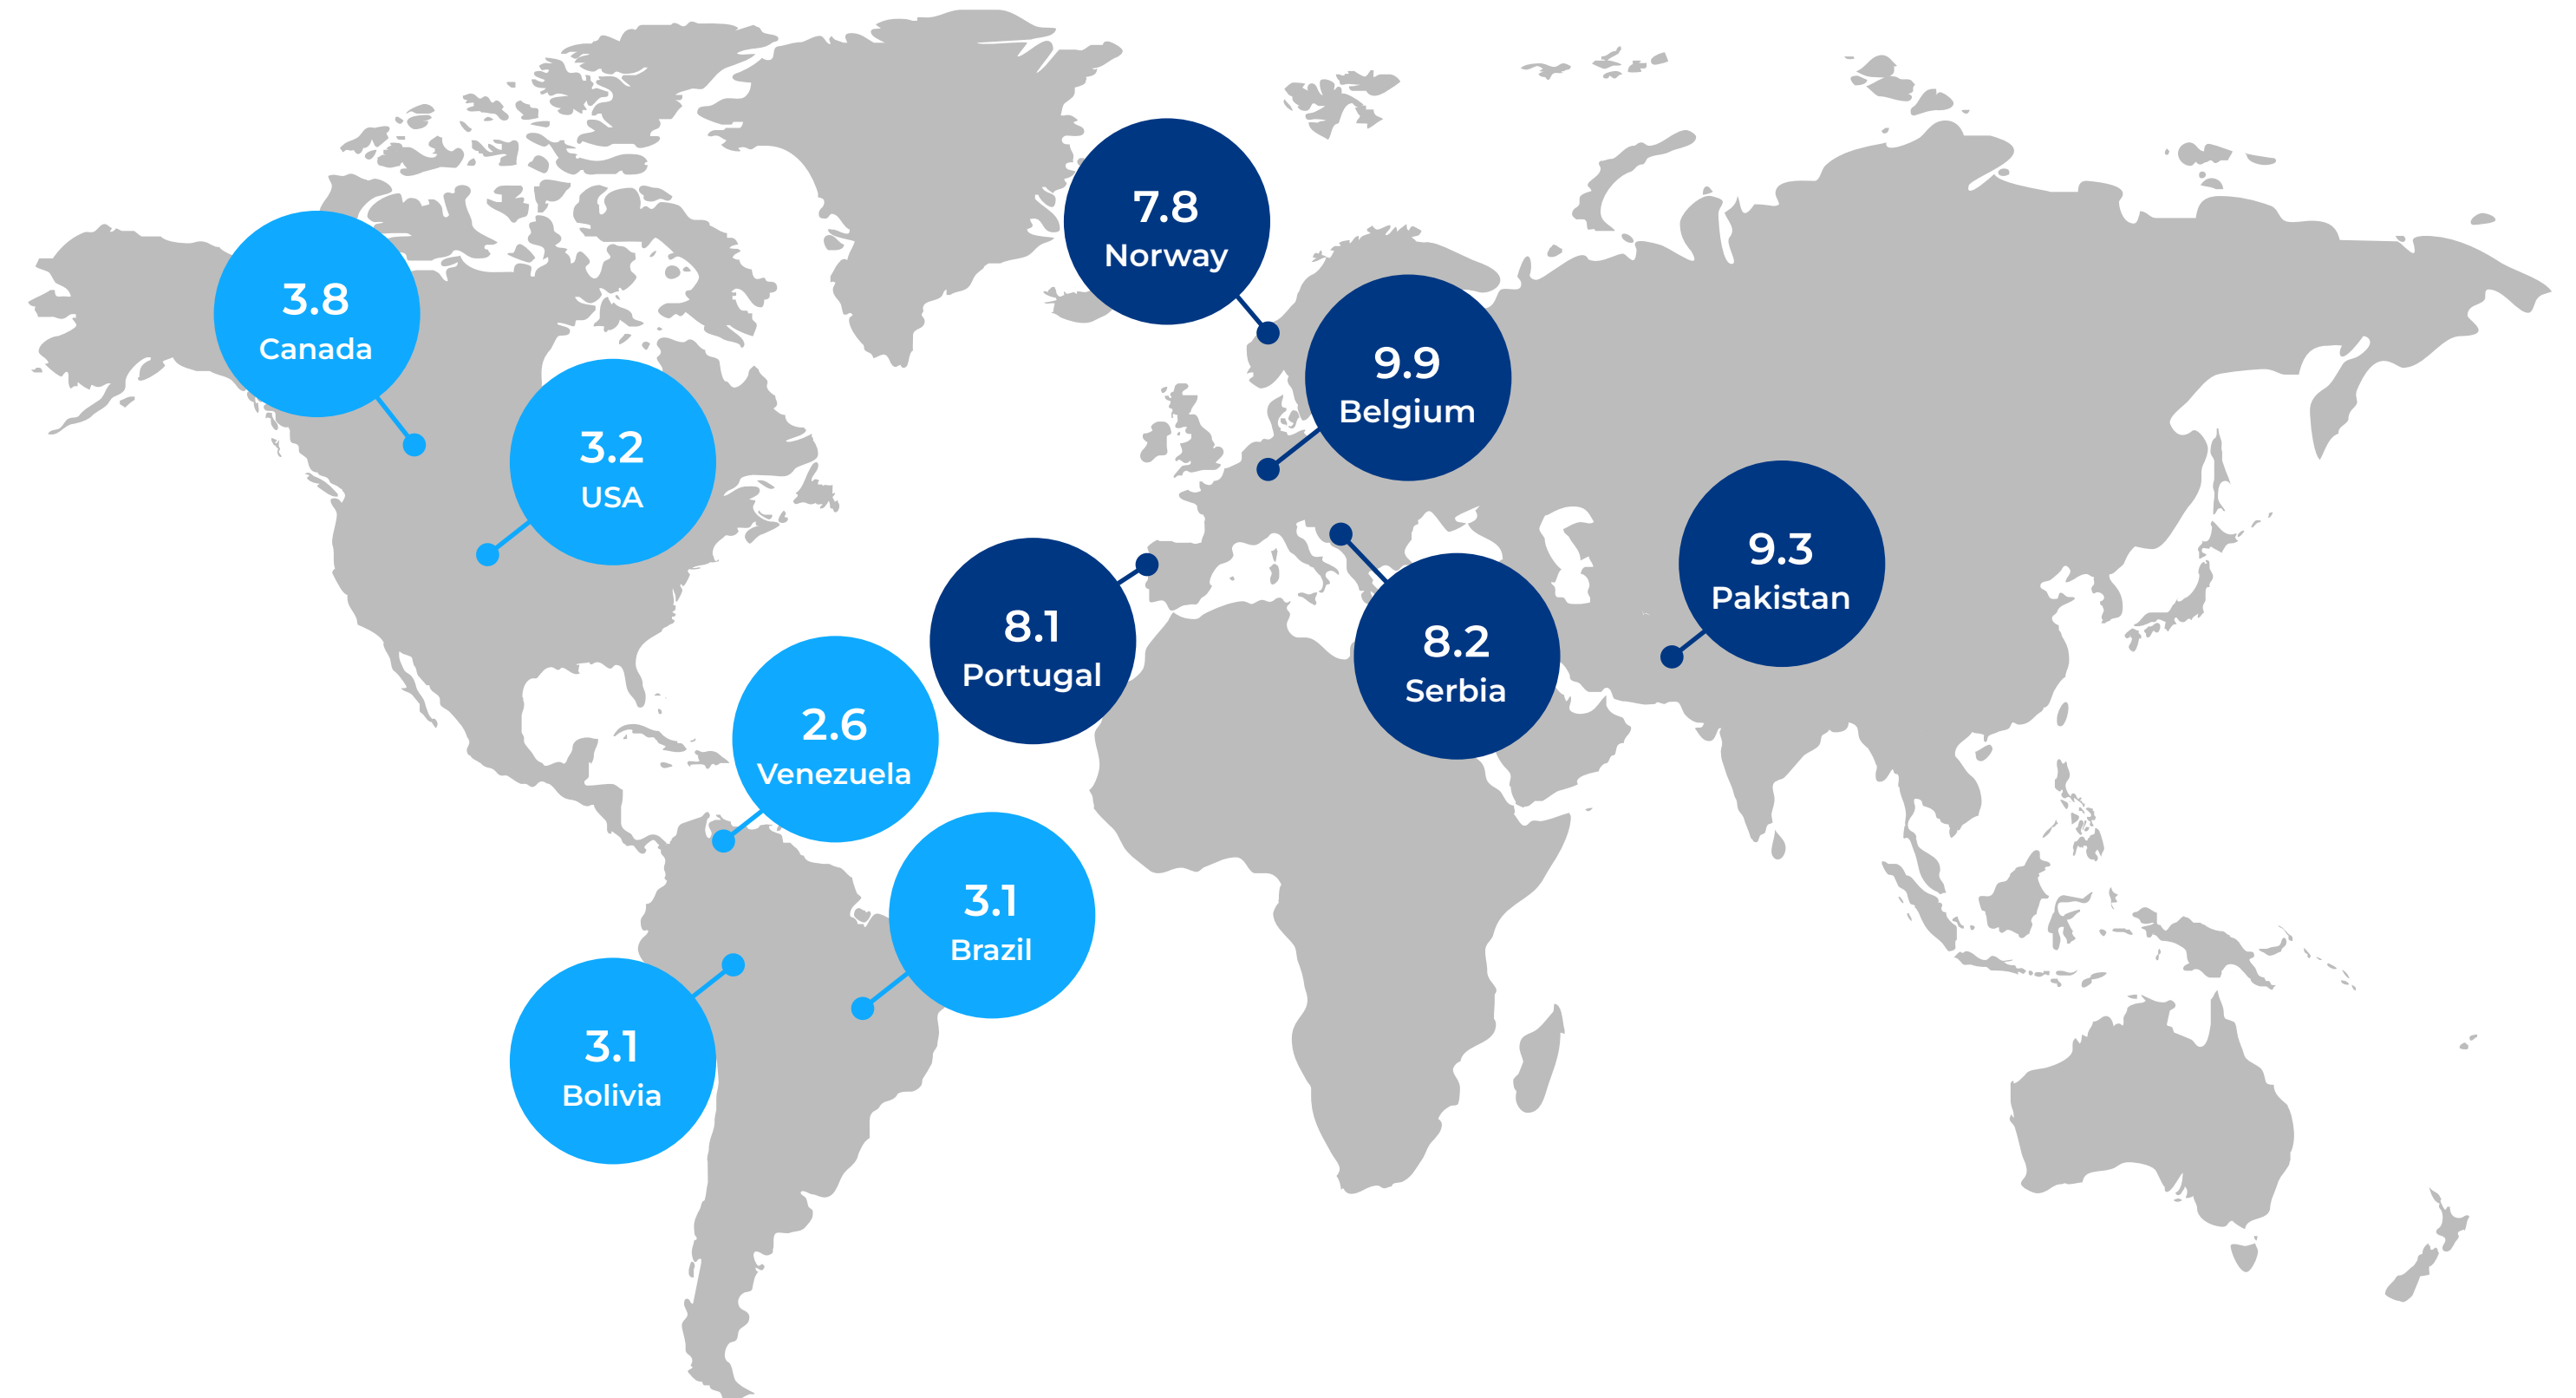 7.8
Norway
3.8
Canada
9.9
Belgium
3.2
USA
9.3
Pakistan
8.1
Portugal
8.2
Serbia
2.6
Venezuela
3.1
Brazil
3.1
Bolivia